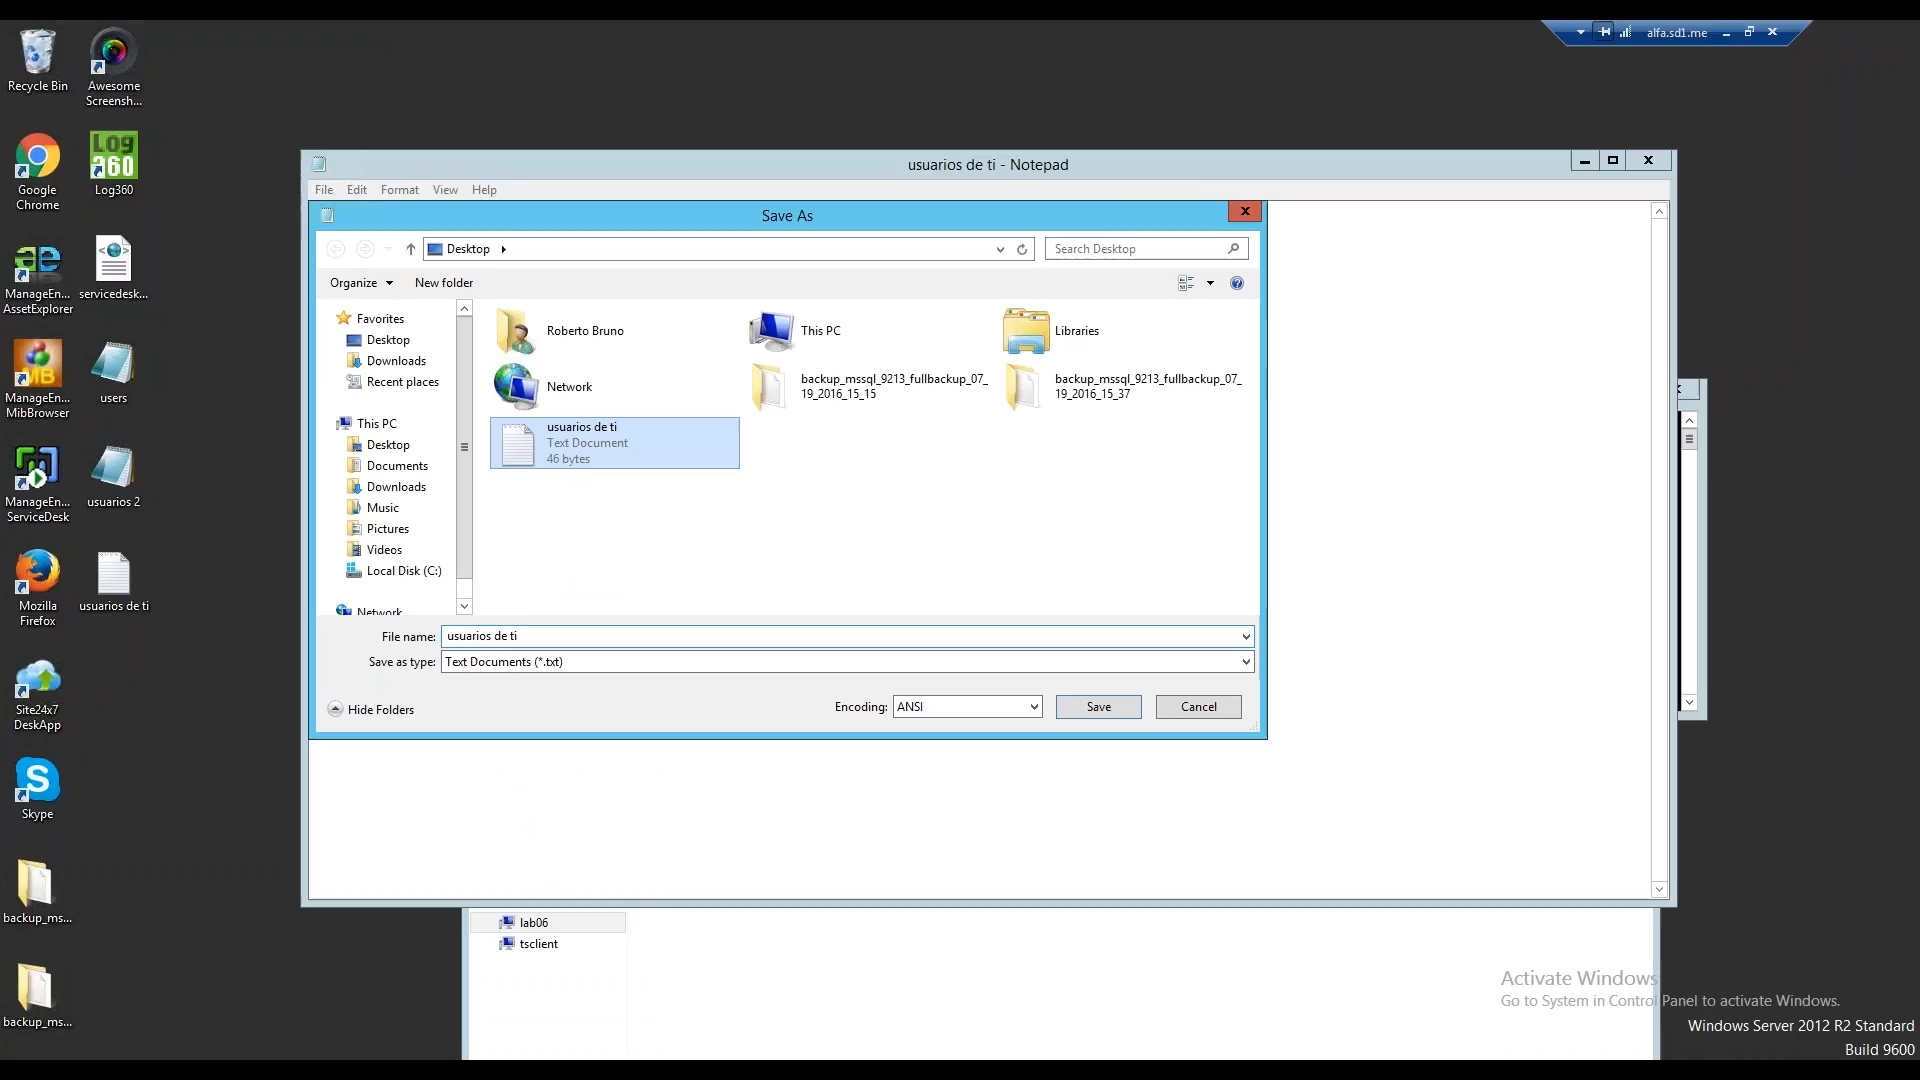 alfa.sd1.me
Recycle Bin
Awesome
Screensh...
Google
Chrome
Log
360
Log360
ManageEn...
AssetExplorer
servicedesk...
MB
ManageEn...
MibBrowser
users
ManageEn...
ServiceDesk
usuarios 2
Mozilla
Firefox
usuarios de ti
Site24x7
DeskApp
Skype
backup_ms...
backup_ms...
usuarios de ti - Notepad
File Edit Format View Help
Save As
Desktop
Search Desktop
Organize
New folder
Favorites
Desktop
Downloads
Recent places
This PC
Desktop
Documents
Downloads
Music
Pictures
Videos
Local Disk (C:)
Network
Roberto Bruno
This PC
Libraries
Network
backup_mssql_9213_fullbackup_07_
19_2016_15_15
backup_mssql_9213_fullbackup_07_
19_2016_15_37
usuarios de ti
Text Document
46 bytes
File name: usuarios de ti
Save as type: Text Documents (*.txt)
Hide Folders
Encoding: ANSI
Save
Cancel
lab06
tsclient
Activate Windows
Go to System in Control Panel to activate Windows.
Windows Server 2012 R2 Standard
Build 9600